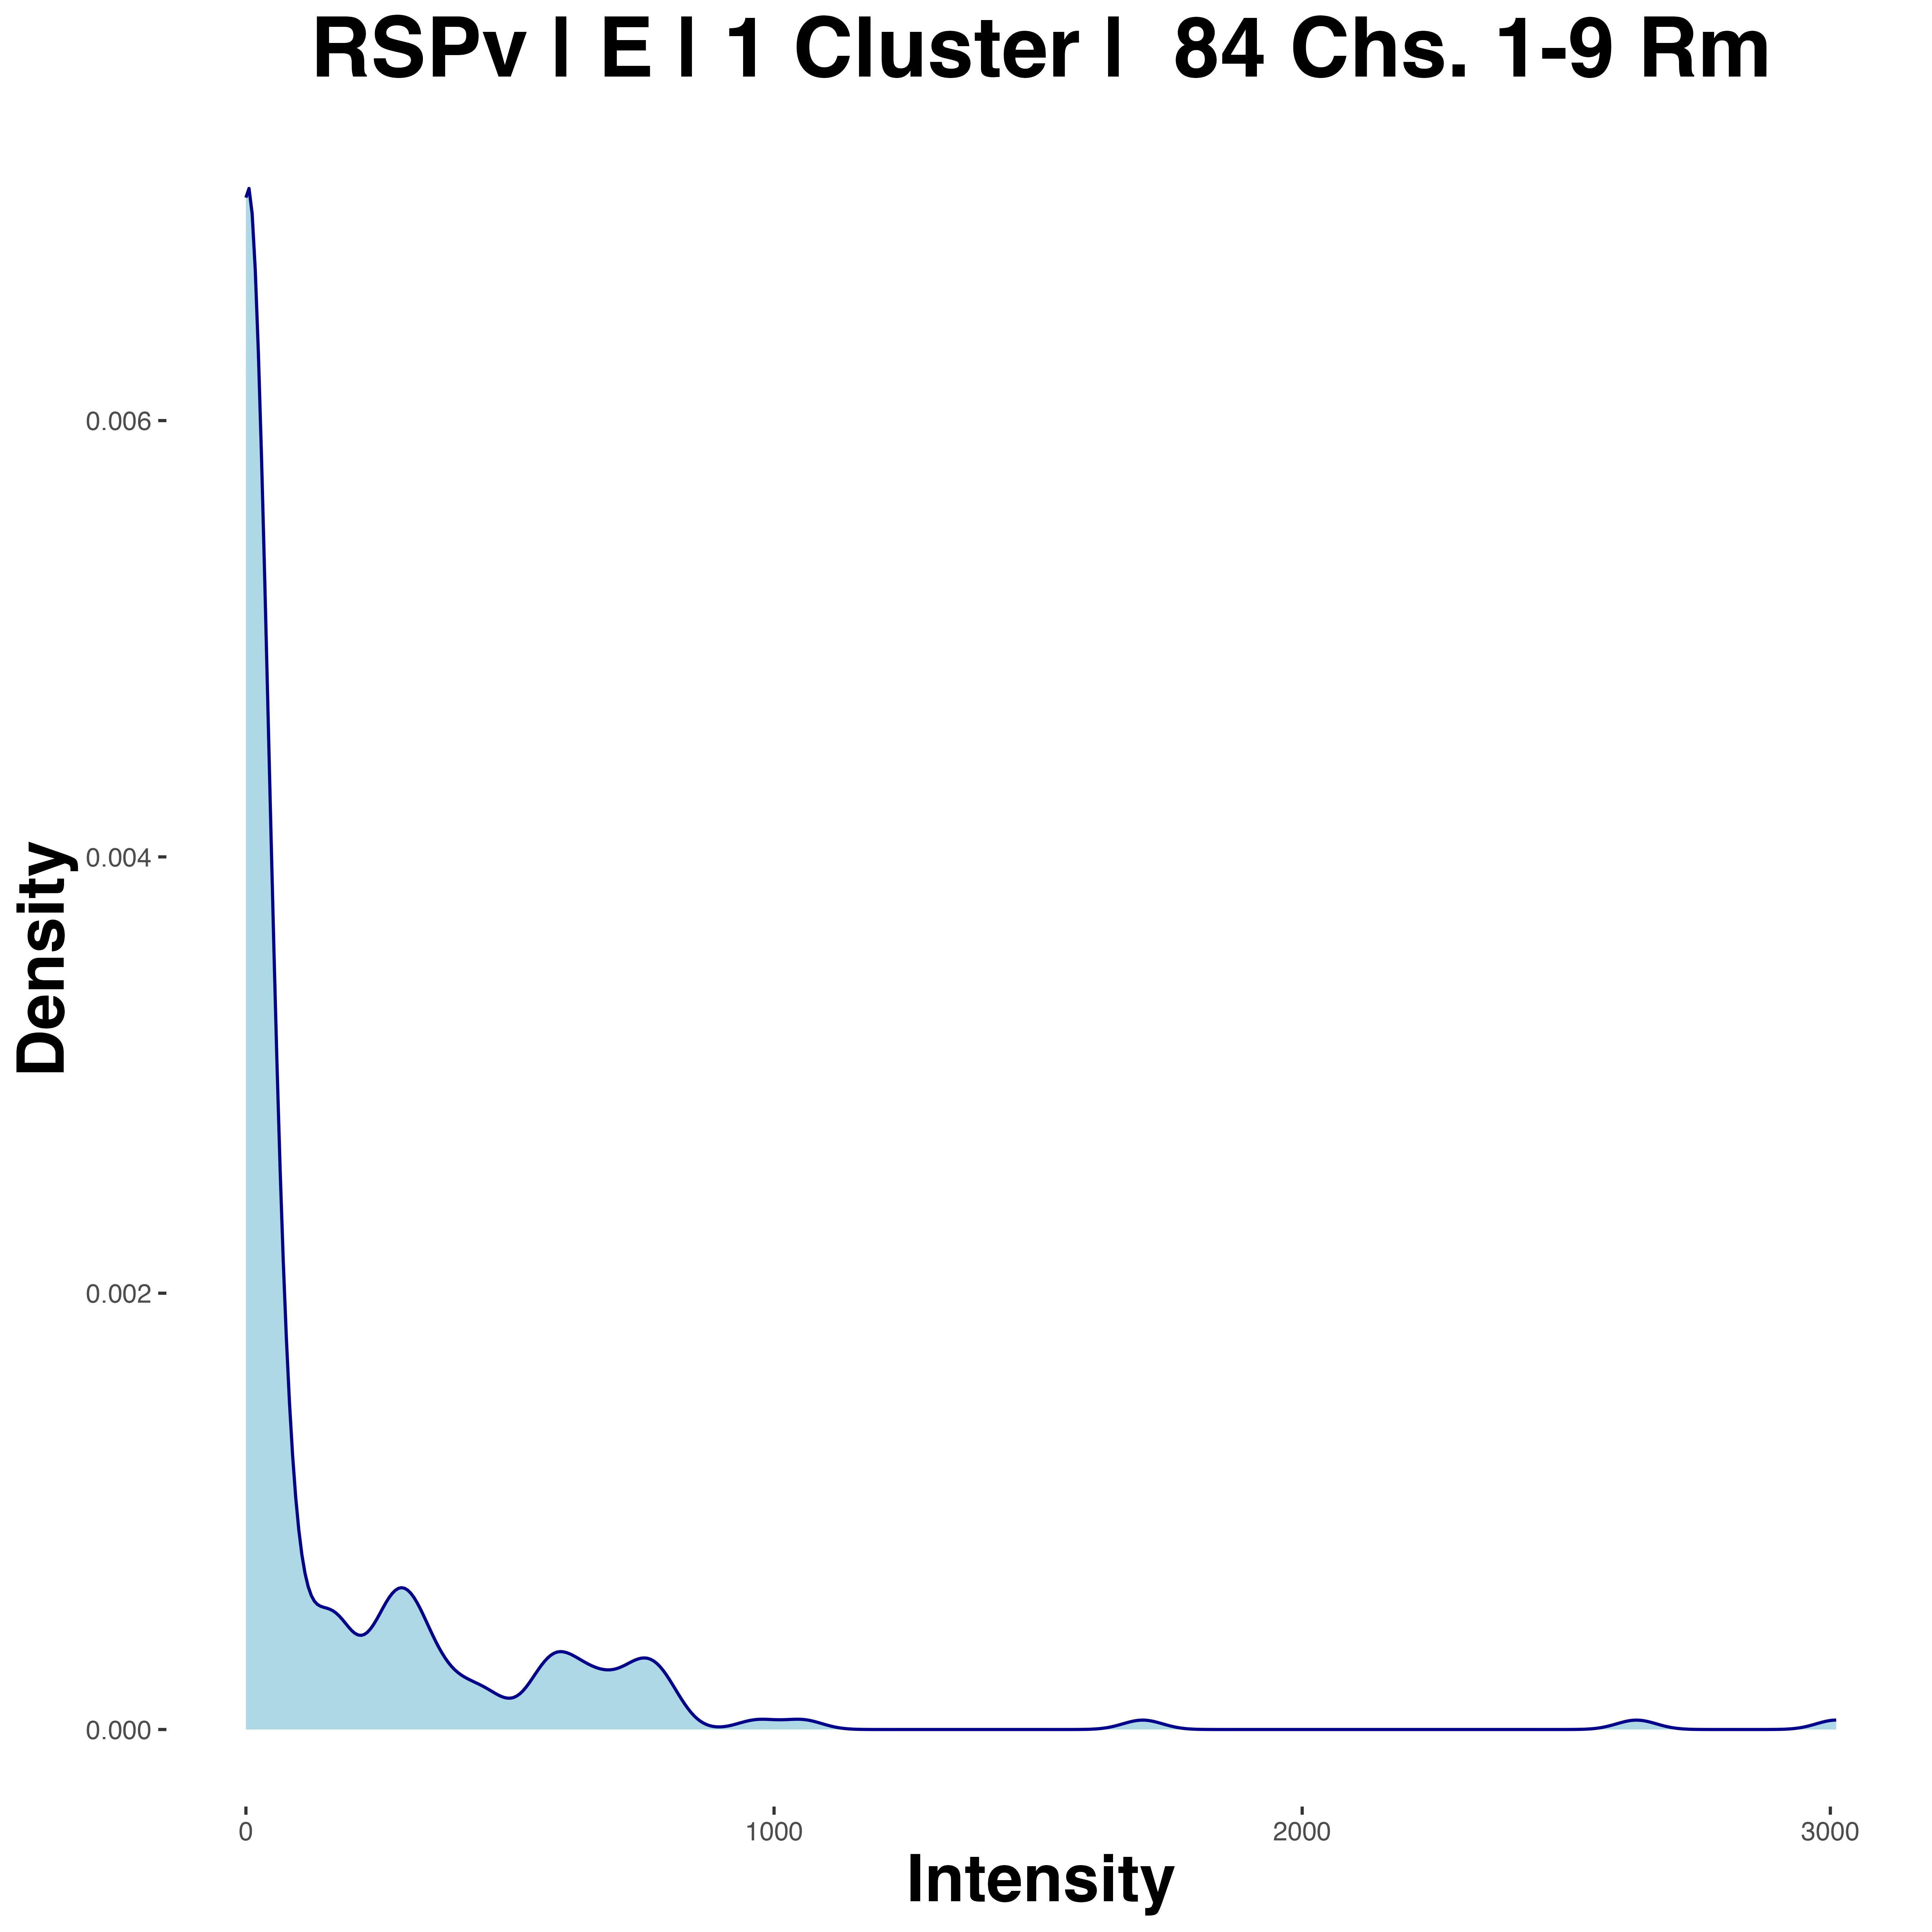 RSPv | E | 1 Cluster |  84 Chs. 1-9 Rm
Density
0.006
0.004
0.002
0.000
0 1000 2000 3000
Intensity